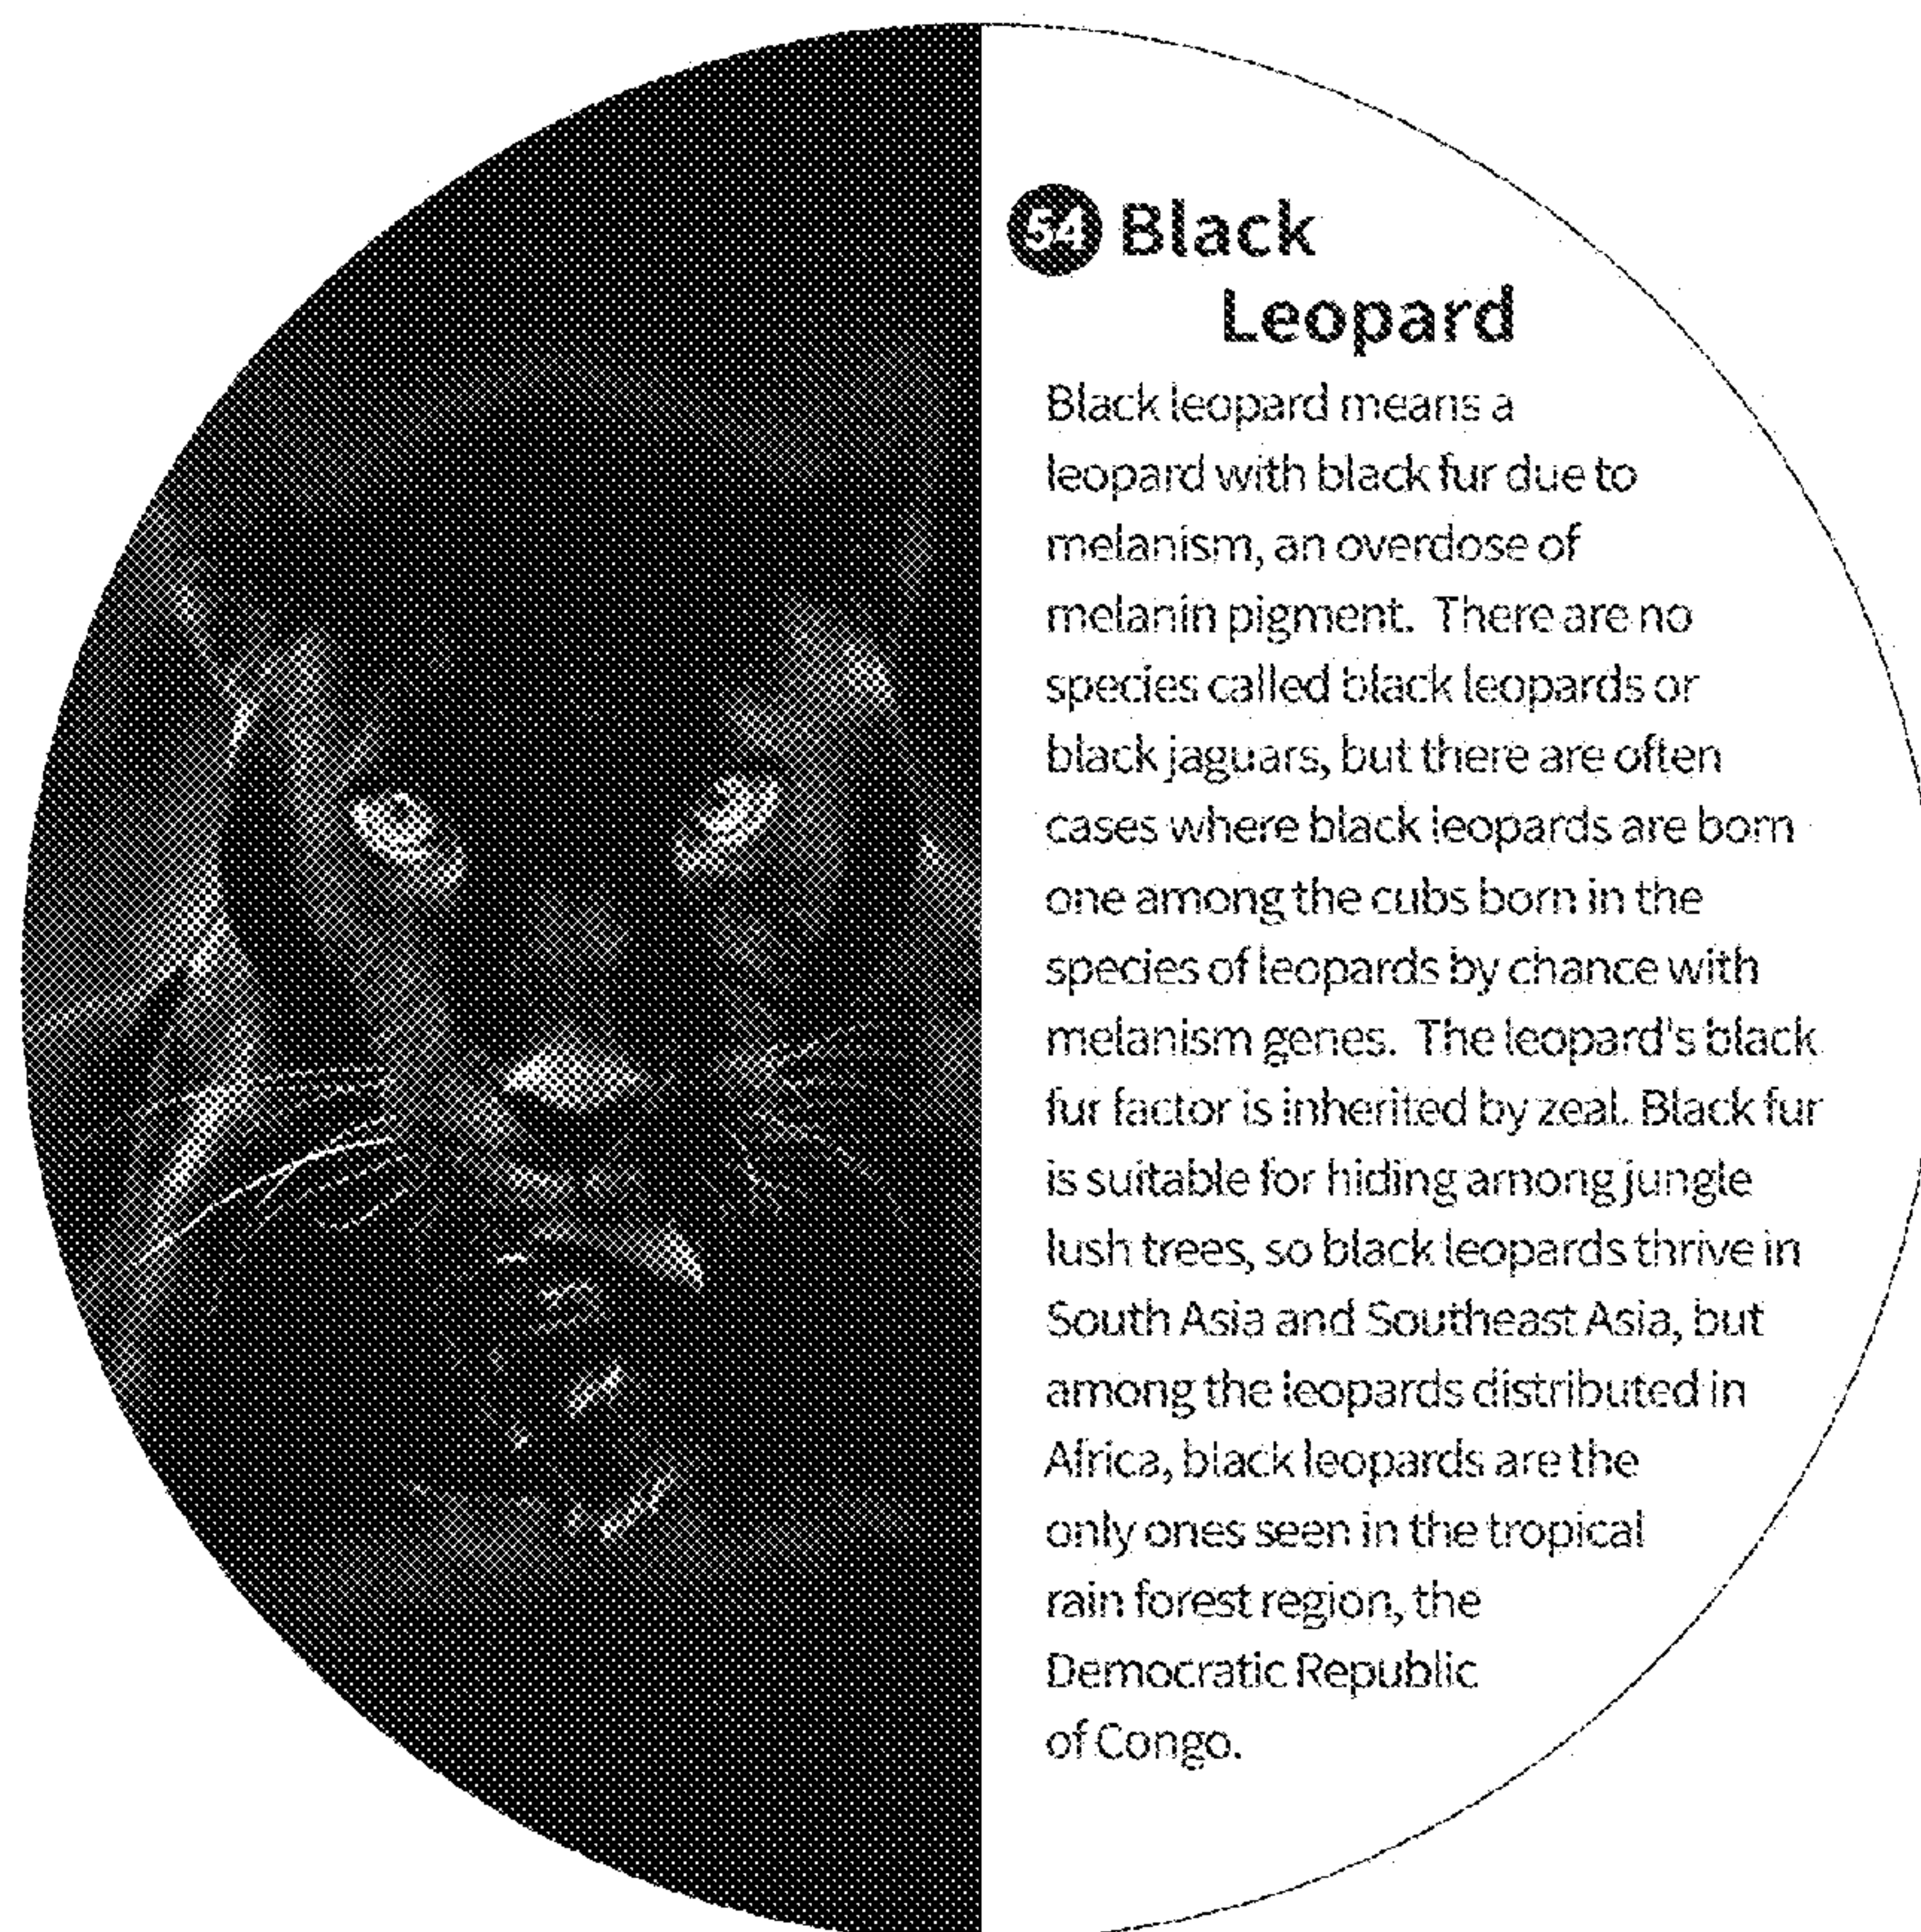 54 Black
Leopard
Black leopard means a
leopard with black fur due to
melanism, an overdose of
melanin pigment. There are no
species called black leopards or
black jaguars, but there are often
cases where black leopards are born
one among the cubs born in the
species of leopards by chance with
melanism genes. The leopard's black
fur factor is inherited by zeal. Black fur
is suitable for hiding among jungle
lush trees, so black leopards thrive in
South Asia and Southeast Asia, but
among the leopards distributed in
Africa, black leopards are the
only ones seen in the tropical
rain forest region, the
Democratic Republic
of Congo.